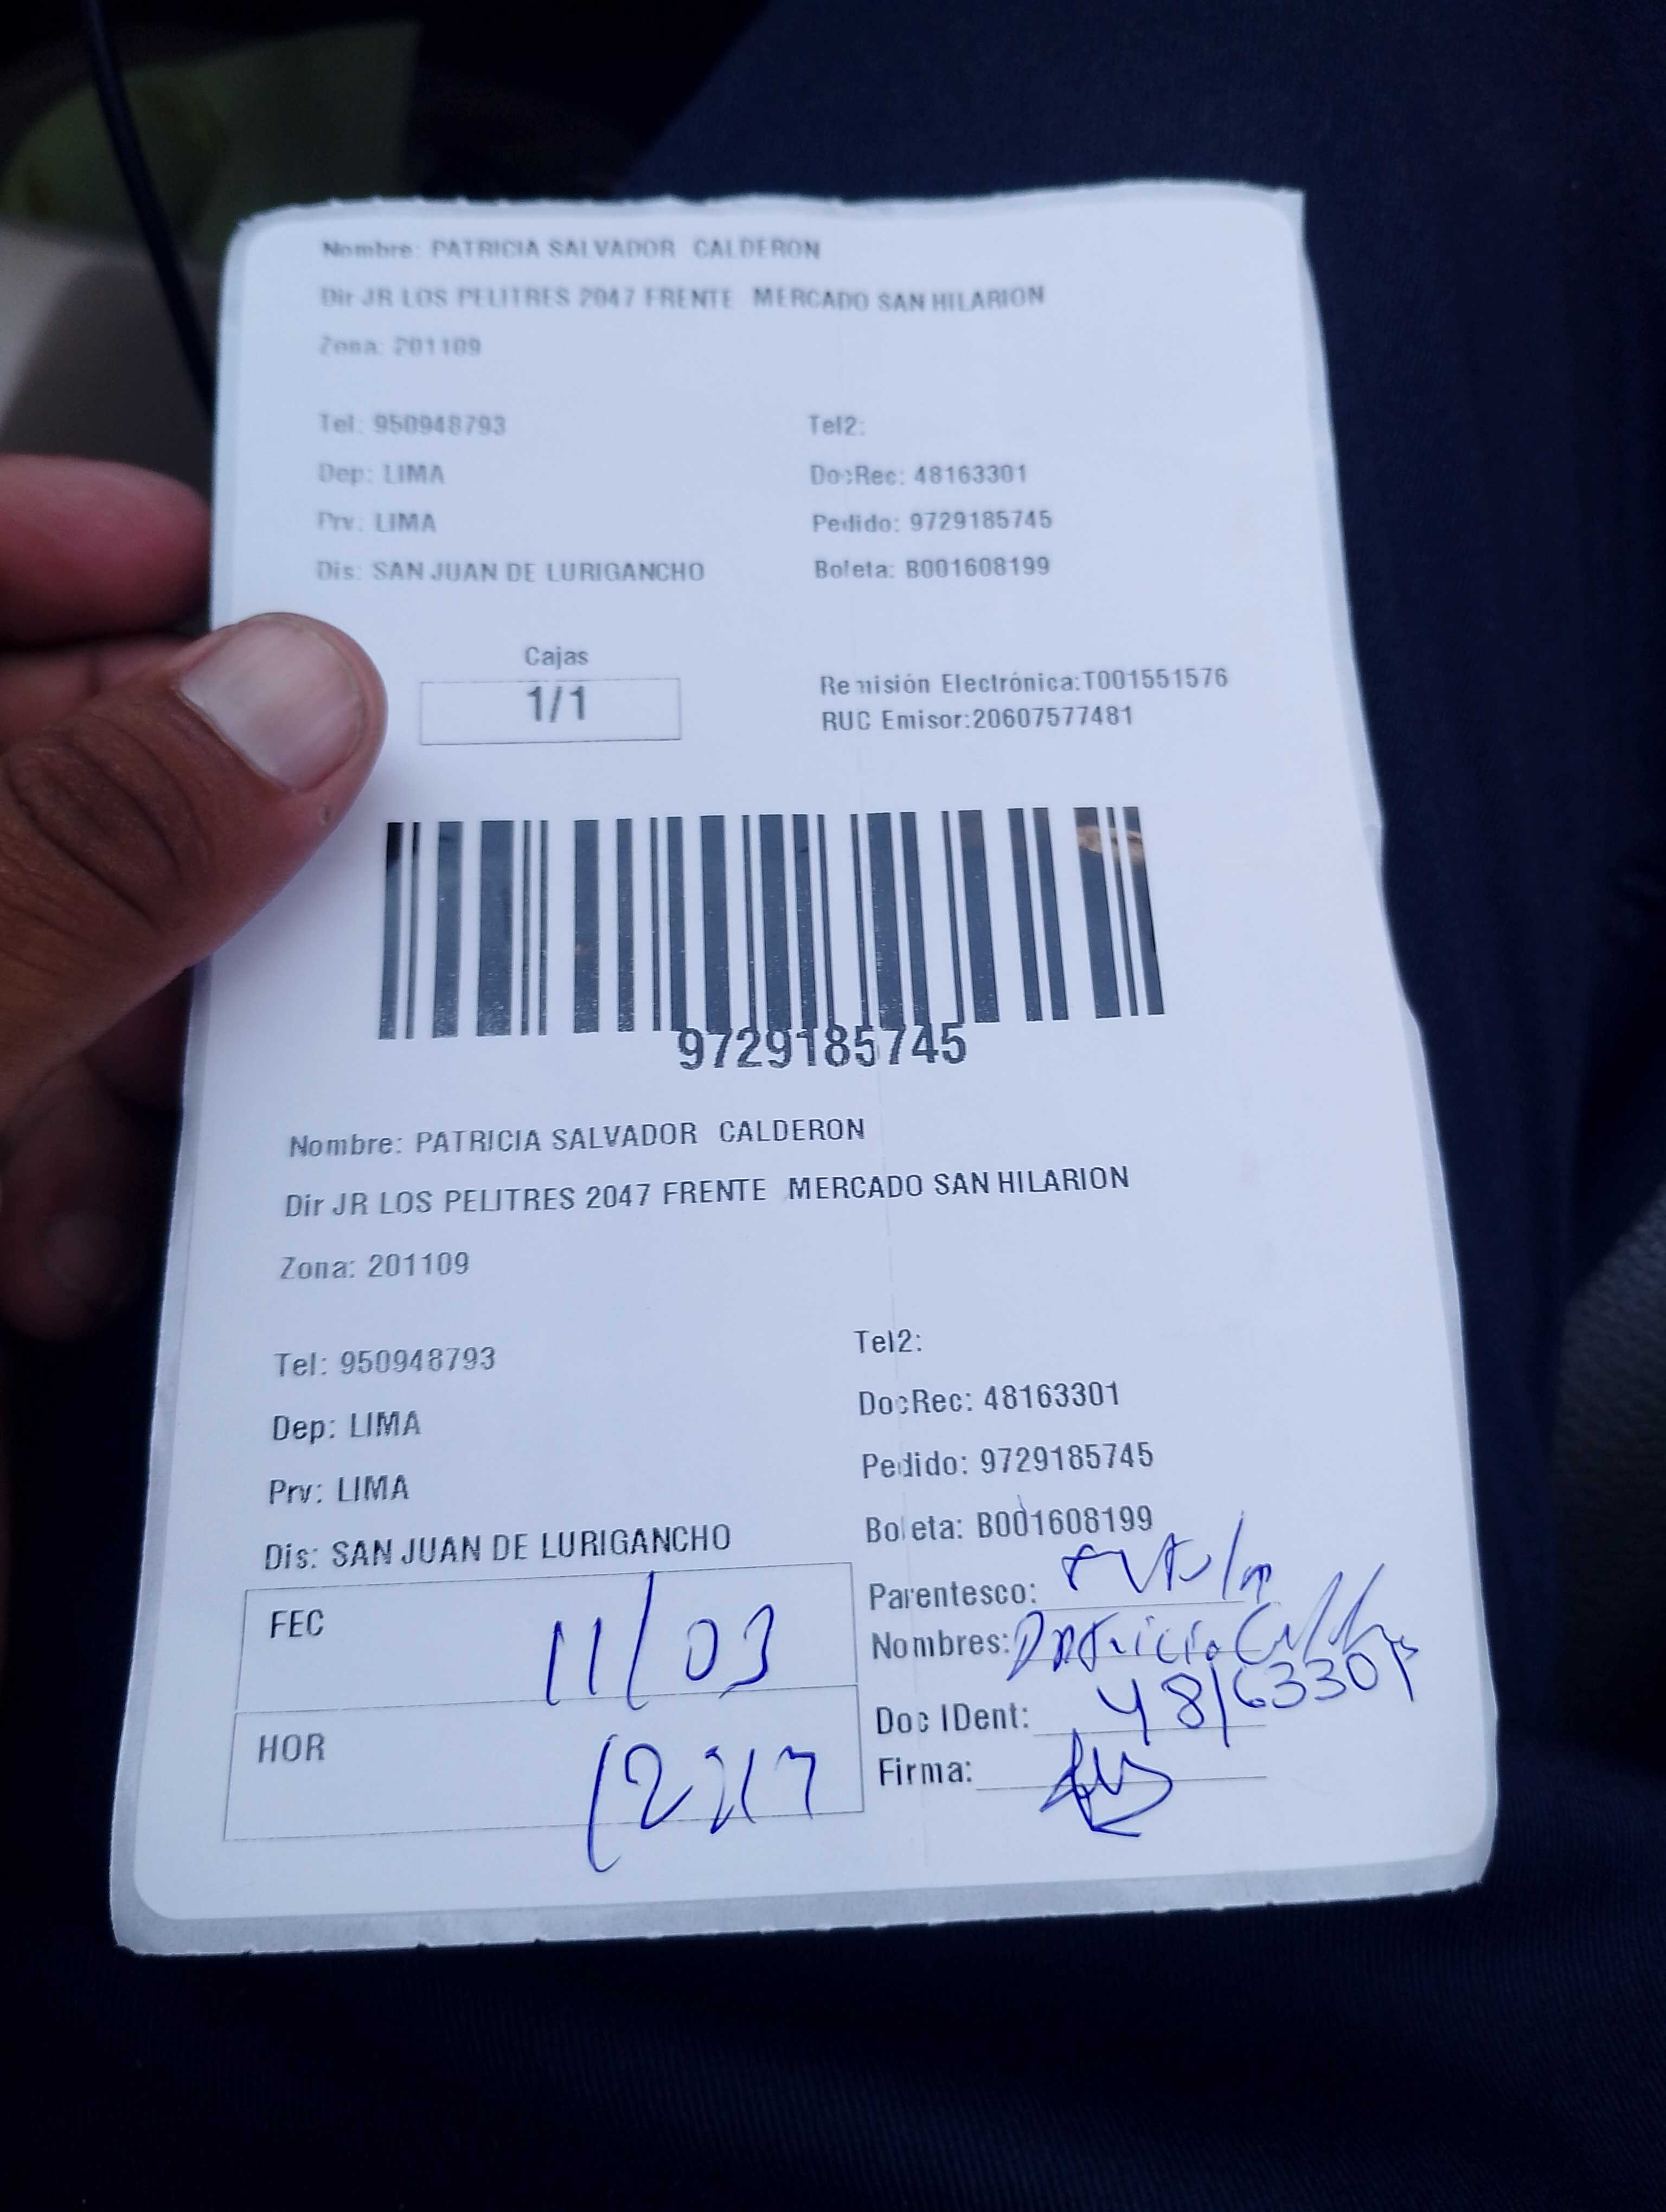 Nombre: PATRICIA SALVADOR CALDERON
Dir JR LOS PELITRES 2047 FRENTE MERCADO SAN HILARION
Zona: 201109
Tel: 950948793 Tel2:
Dep: LIMA DocRec: 48163301
Prv: LIMA Pedido: 9729185745
Dis: SAN JUAN DE LURIGANCHO Boleta: B001608199
Cajas
1/1
Remisión Electrónica:T001551576
RUC Emisor:20607577481
9729185745
Nombre: PATRICIA SALVADOR CALDERON
Dir JR LOS PELITRES 2047 FRENTE MERCADO SAN HILARION
Zona: 201109
Tel: 950948793 Tel2:
Dep: LIMA DocRec: 48163301
Prv: LIMA Pedido: 9729185745
Dis: SAN JUAN DE LURIGANCHO Boleta: B001608199
FEC 11/03
HOR
Parentesco:
Nombres: Patricia
Doc IDent: 48163301
Firma: